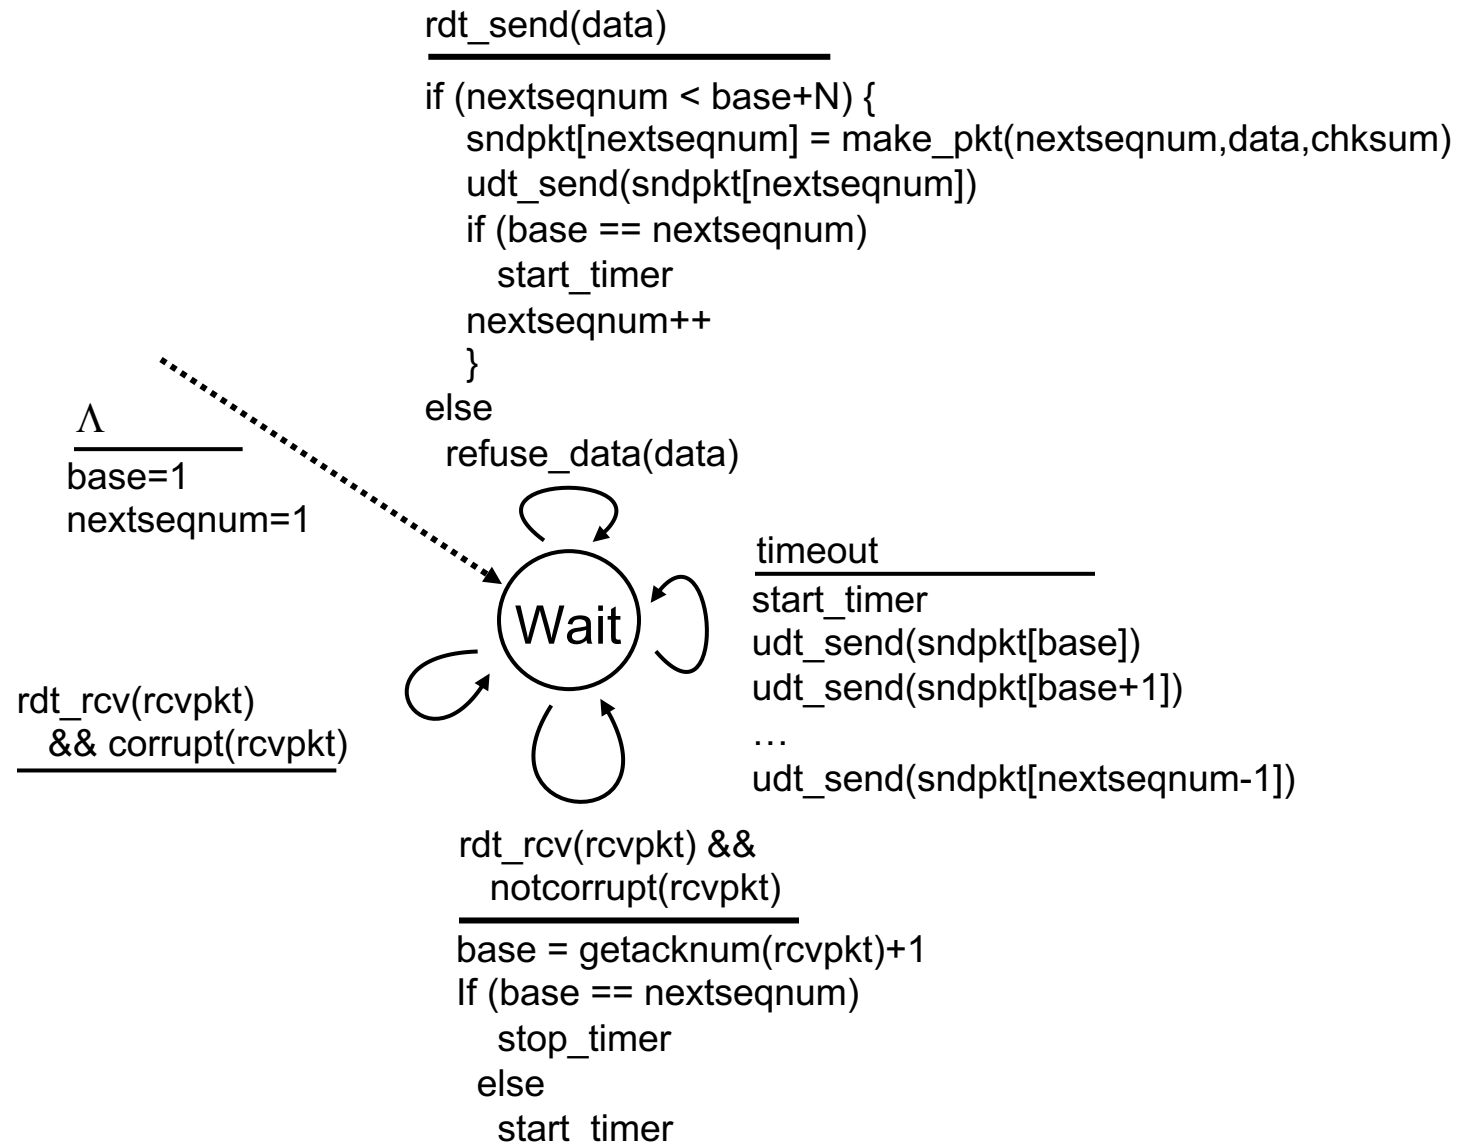 rdt_send(data)
if (nextseqnum < base+N) {
sndpkt[nextseqnum] = make_pkt(nextseqnum,data,chksum)
udt_send(sndpkt[nextseqnum])
if (base == nextseqnum)
start_timer
nextseqnum++
}
else
refuse_data(data)
Λ
base=1
nextseqnum=1
Wait
timeout
start_timer
udt_send(sndpkt[base])
udt_send(sndpkt[base+1])
…
udt_send(sndpkt[nextseqnum-1])
rdt_rcv(rcvpkt)
&& corrupt(rcvpkt)
rdt_rcv(rcvpkt) &&
notcorrupt(rcvpkt)
base = getacknum(rcvpkt)+1
If (base == nextseqnum)
stop_timer
else
start_timer